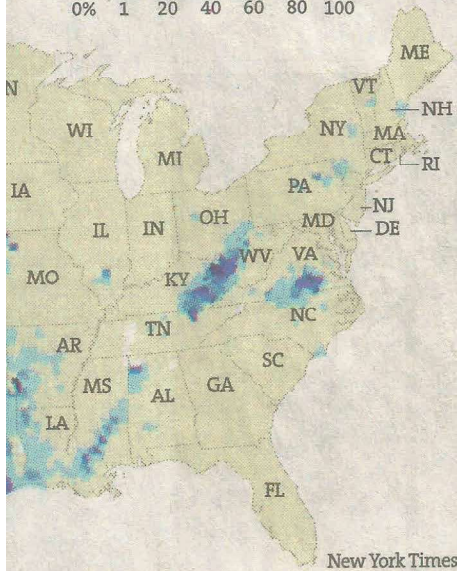 0% 1 20 40 60 80 100
ME
VT
N
NH
WI
NY
MA
MI
CT
RI
IA
PA
NJ
OH
MD
DE
IL
IN
WV
VA
MO
KY
NC
TN
AR
SC
MS
AL
GA
LA
FL
New York Times